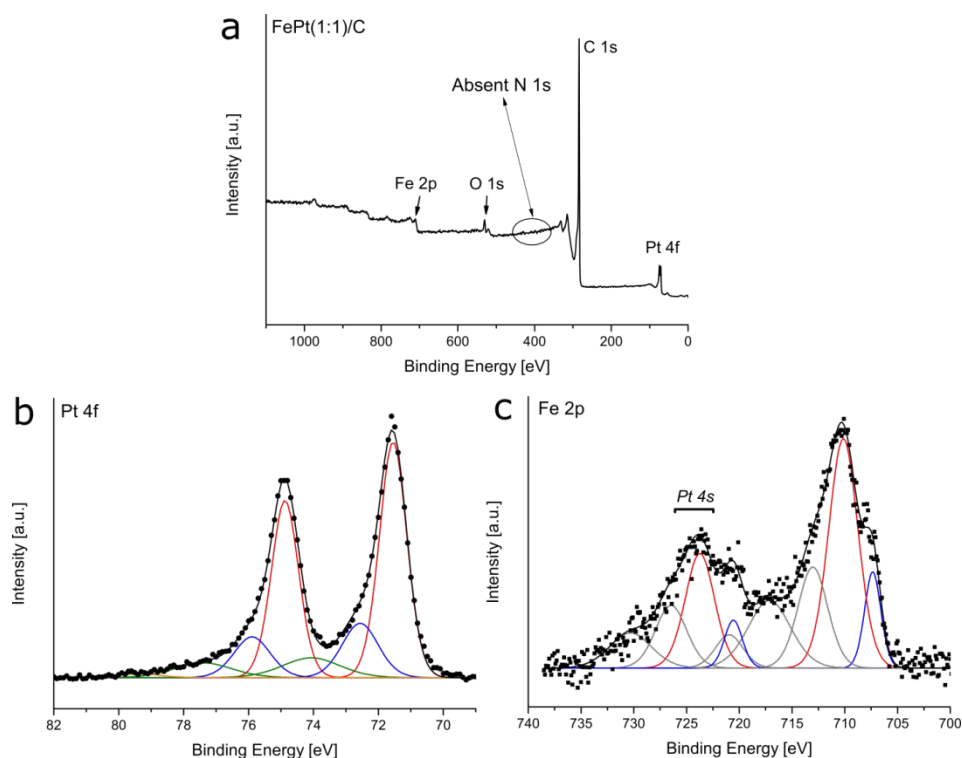 a
FePt(1:1)/C
C 1s
Absent N 1s
Fe 2p
O 1s
Pt 4f
Intensity [a.u.]
1000 800 600 400 200 0
Binding Energy [eV]
b
Pt 4f
Intensity [a.u.]
82 80 78 76 74 72 70
Binding Energy [eV]
c
Fe 2p
Pt 4s
Intensity [a.u.]
740 735 730 725 720 715 710 705 700
Binding Energy [eV]